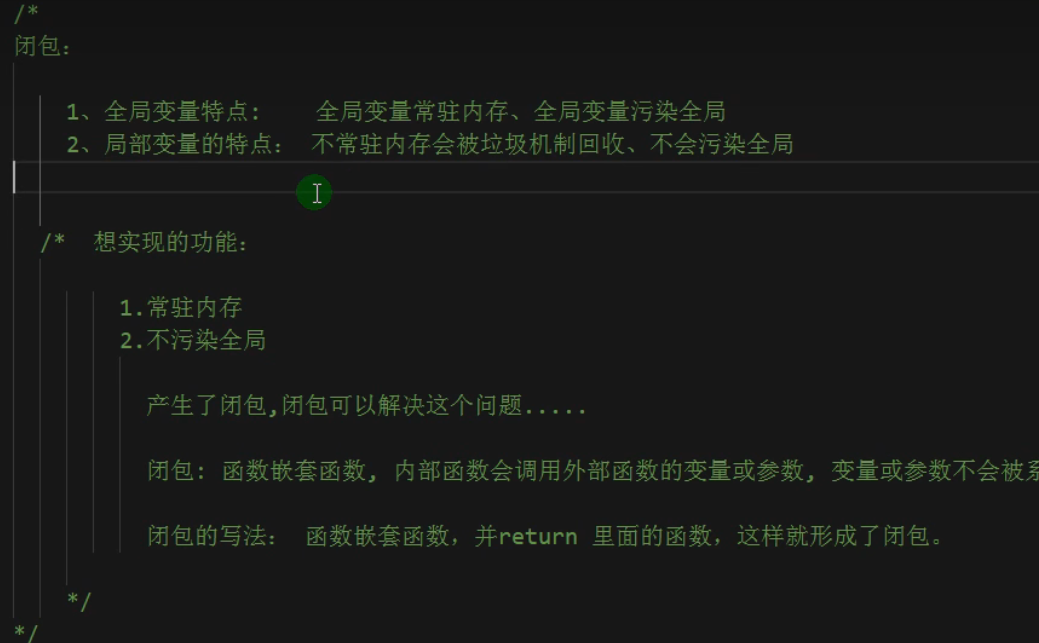 /*
闭包：
1、全局变量特点： 全局变量常驻内存、全局变量污染全局
2、局部变量的特点： 不常驻内存会被垃圾机制回收、不会污染全局
/* 想实现的功能：
1.常驻内存
2.不污染全局
产生了闭包,闭包可以解决这个问题.....
闭包: 函数嵌套函数, 内部函数会调用外部函数的变量或参数, 变量或参数不会被系
闭包的写法： 函数嵌套函数，并return 里面的函数，这样就形成了闭包。
*/
*/